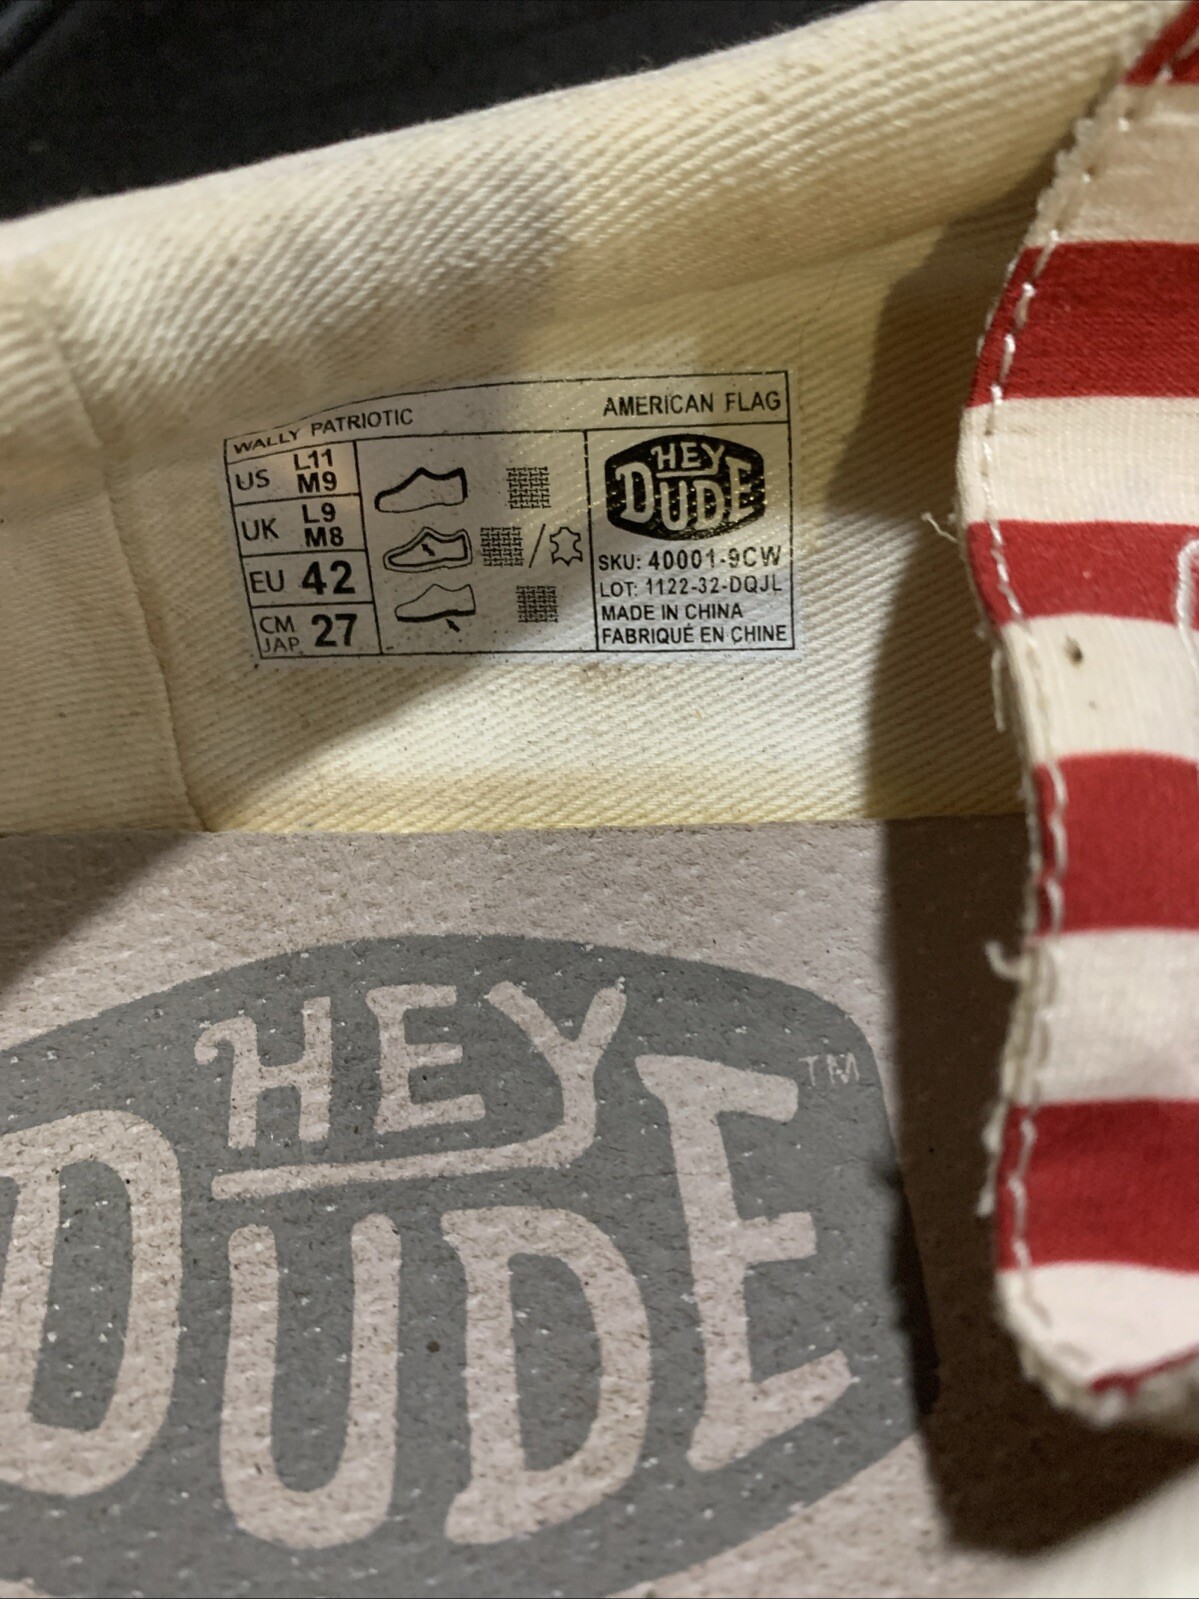 WALLY PATRIOTIC AMERICAN FLAG
US L11 M9
UK L9 M8
EU 42
CM JAP. 27
HEY
DUDE
SKU: 40001-9CW
LOT: 1122-32-DQJL
MADE IN CHINA
FABRIQUÉ EN CHINE
HEY
DUDE TM